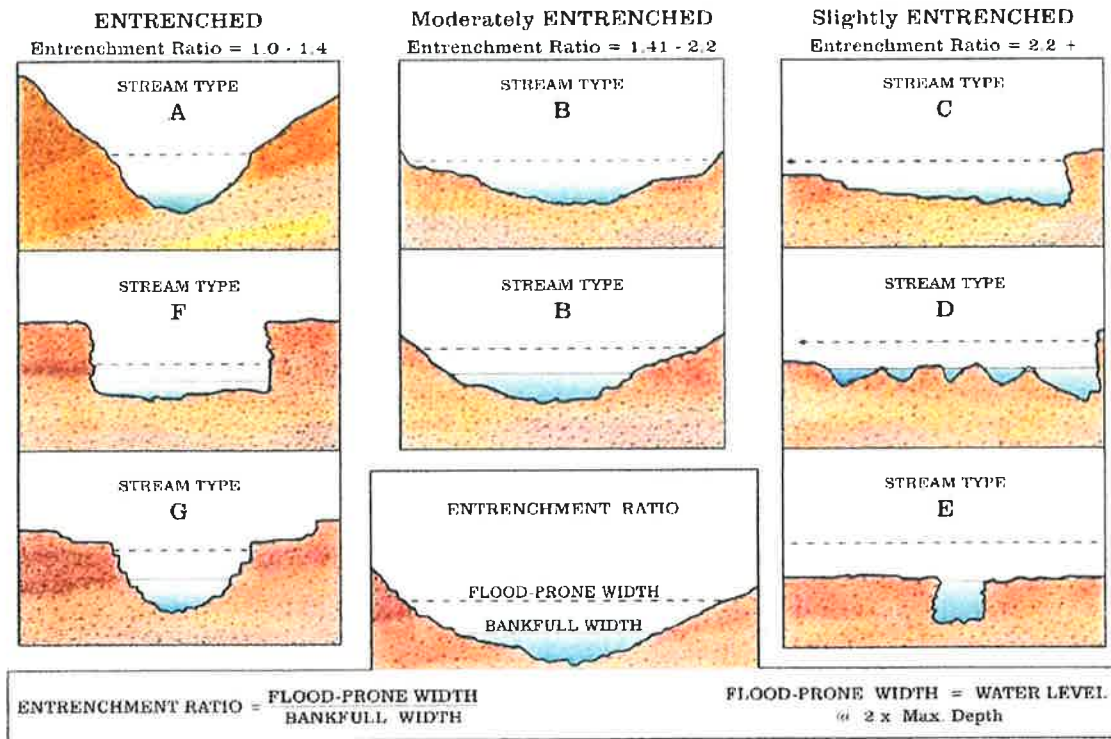 ENTRENCHED
Entrenchment Ratio = 1.0 - 1.4
STREAM TYPE
A
STREAM TYPE
F
STREAM TYPE
G
Moderately ENTRENCHED
Entrenchment Ratio = 1.41 - 2.2
STREAM TYPE
B
STREAM TYPE
B
Slightly ENTRENCHED
Entrenchment Ratio = 2.2 +
STREAM TYPE
C
STREAM TYPE
D
STREAM TYPE
E
ENTRENCHMENT RATIO
FLOOD-PRONE WIDTH
BANKFULL WIDTH
ENTRENCHMENT RATIO = FLOOD-PRONE WIDTH
BANKFULL WIDTH
FLOOD-PRONE WIDTH = WATER LEVEL
@ 2 x Max. Depth